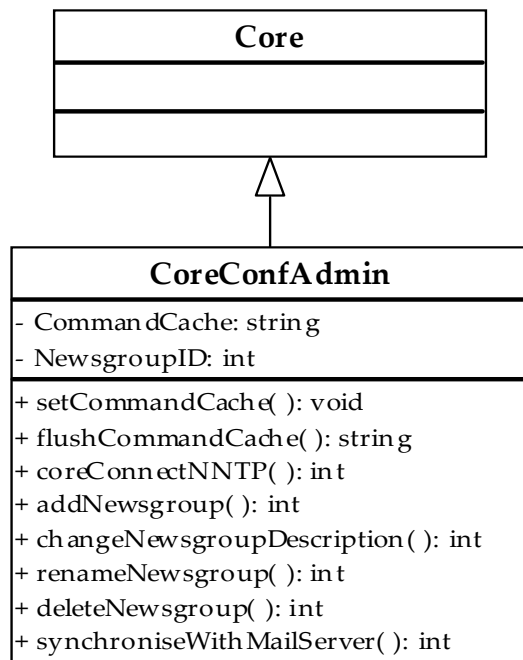 Core
CoreConfAdmin
- CommandCache: string
- NewsgroupID: int
+ setCommandCache( ): void
+ flushCommandCache( ): string
+ coreConnectNNTP( ): int
+ addNewsgroup( ): int
+ changeNewsgroupDescription( ): int
+ renameNewsgroup( ): int
+ deleteNewsgroup( ): int
+ synchroniseWithMailServer( ): int